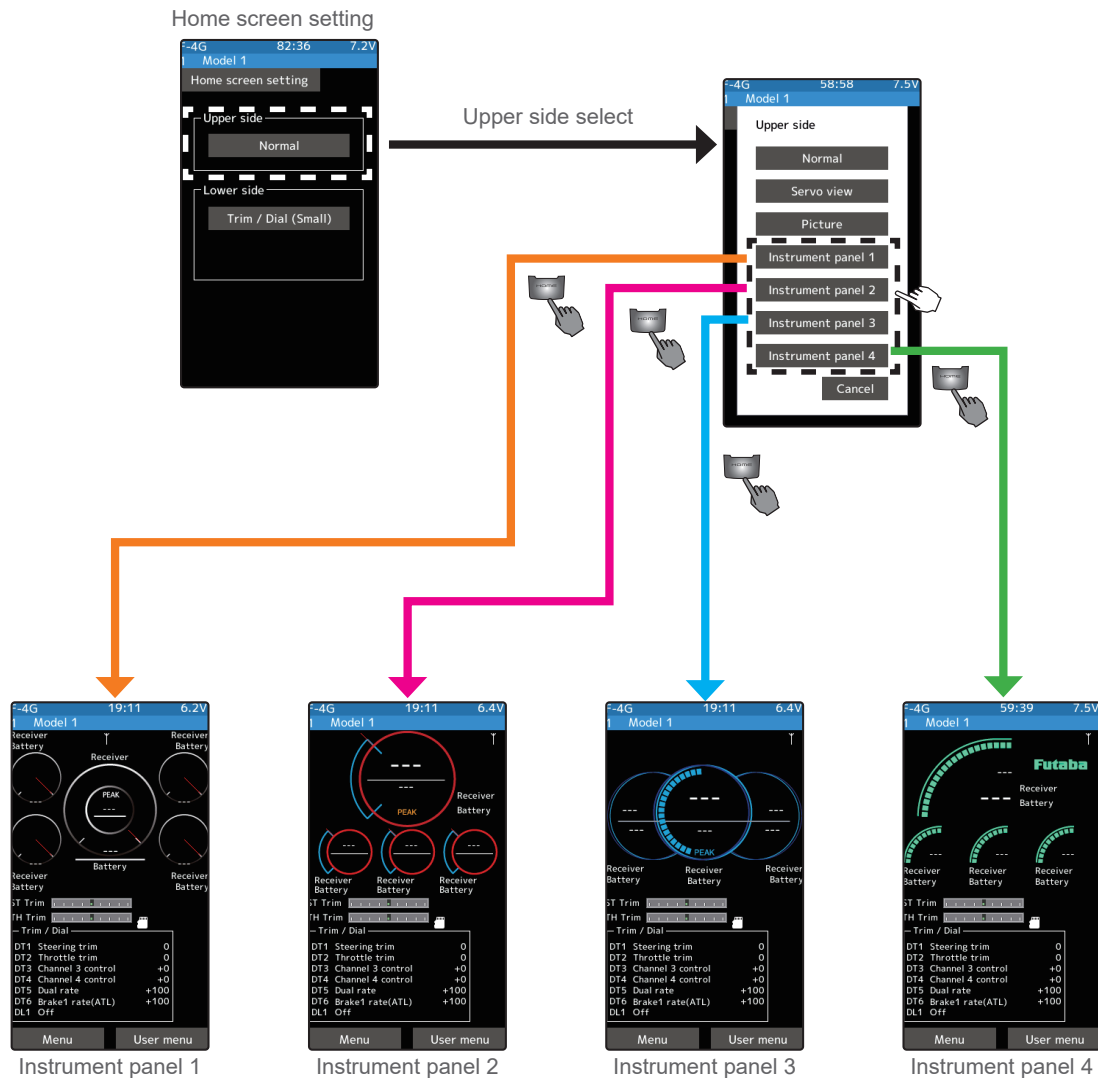 Home screen setting
F-4G 82:36 7.2V
1 Model 1
Home screen setting
Upper side
Normal
Lower side
Trim / Dial (Small)
Upper side select
F-4G 58:58 7.5V
1 Model 1
Upper side
Normal
Servo view
Picture
Instrument panel 1
Instrument panel 2
Instrument panel 3
Instrument panel 4
Cancel
HOME
HOME
HOME
HOME
F-4G 19:11 6.2V
1 Model 1
Receiver
Battery
Receiver
Receiver
Battery
PEAK
---
---
---
---
Battery
---
---
Receiver
Battery
Receiver
Battery
ST Trim
TH Trim
Trim / Dial
DT1 Steering trim 0
DT2 Throttle trim 0
DT3 Channel 3 control +0
DT4 Channel 4 control +0
DT5 Dual rate +100
DT6 Brake1 rate(ATL) +100
DL1 Off
Menu User menu
Instrument panel 1
F-4G 19:11 6.4V
1 Model 1
---
---
PEAK
Receiver
Battery
--- --- ---
Receiver Receiver Receiver
Battery Battery Battery
ST Trim
TH Trim
Trim / Dial
DT1 Steering trim 0
DT2 Throttle trim 0
DT3 Channel 3 control +0
DT4 Channel 4 control +0
DT5 Dual rate +100
DT6 Brake1 rate(ATL) +100
DL1 Off
Menu User menu
Instrument panel 2
F-4G 19:11 6.4V
1 Model 1
--- --- ---
--- --- ---
PEAK
Receiver Receiver Receiver
Battery Battery Battery
ST Trim
TH Trim
Trim / Dial
DT1 Steering trim 0
DT2 Throttle trim 0
DT3 Channel 3 control +0
DT4 Channel 4 control +0
DT5 Dual rate +100
DT6 Brake1 rate(ATL) +100
DL1 Off
Menu User menu
Instrument panel 3
F-4G 59:39 7.5V
1 Model 1
Futaba
---
---
Receiver
Battery
--- --- ---
Receiver Receiver Receiver
Battery Battery Battery
ST Trim
TH Trim
Trim / Dial
DT1 Steering trim 0
DT2 Throttle trim 0
DT3 Channel 3 control +0
DT4 Channel 4 control +0
DT5 Dual rate +100
DT6 Brake1 rate(ATL) +100
DL1 Off
Menu User menu
Instrument panel 4